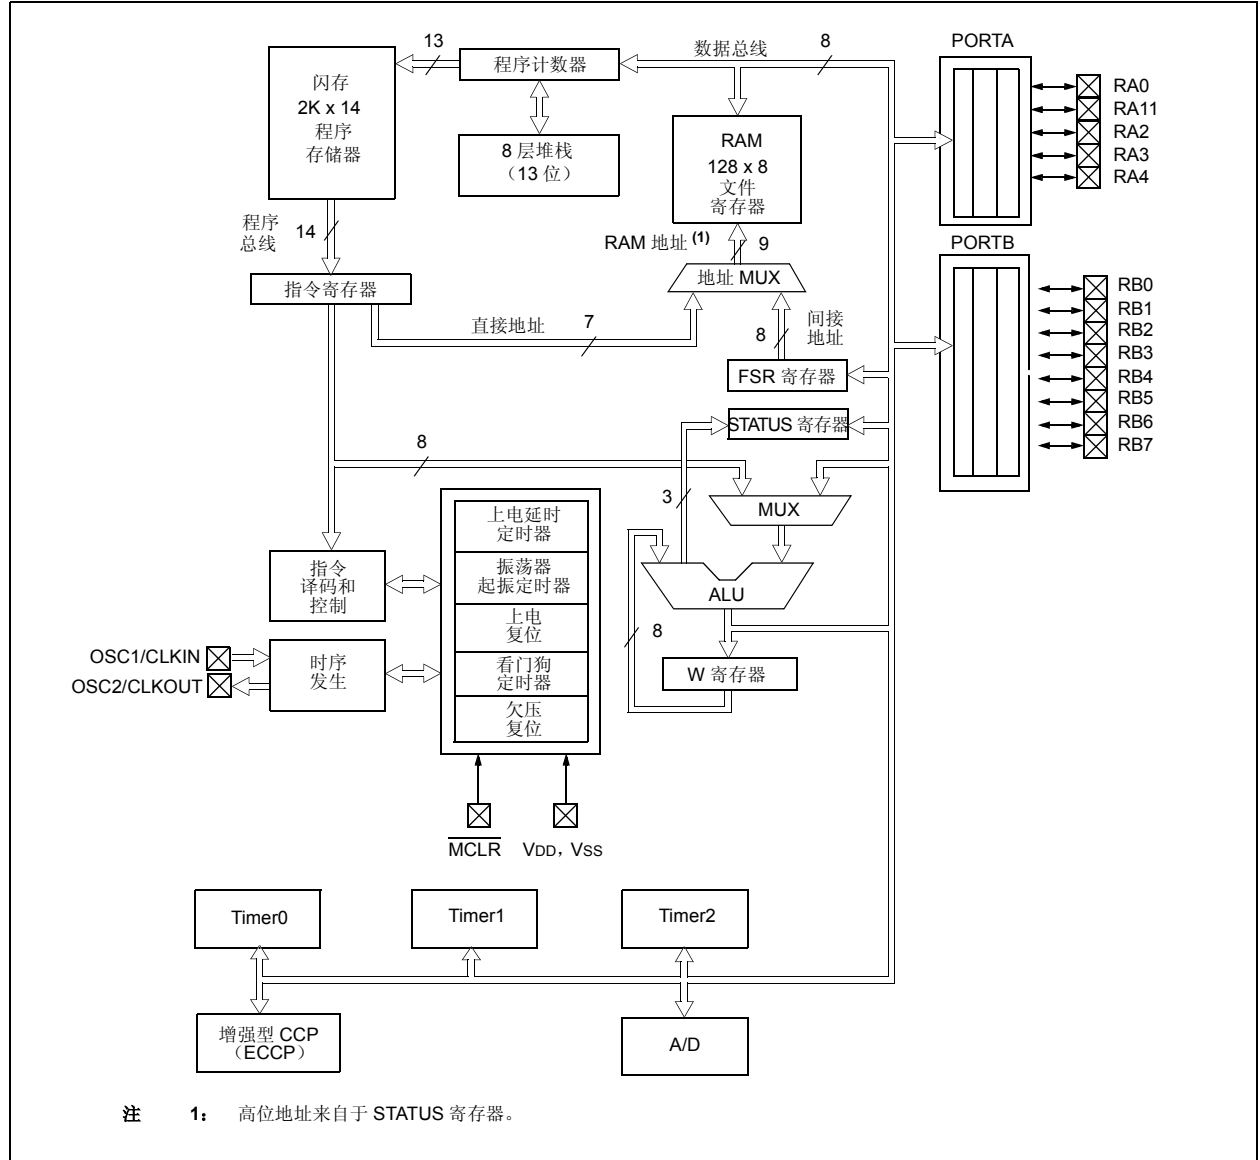 13
数据总线
8
PORTA
闪存
2K x 14
程序
存储器
程序计数器
8 层堆栈
（13 位）
RAM
128 x 8
文件
寄存器
RA0
RA11
RA2
RA3
RA4
程序
总线
14
RAM 地址 (1)
9
PORTB
指令寄存器
地址 MUX
直接地址
7
8
间接
地址
FSR 寄存器
RB0
RB1
RB2
RB3
RB4
RB5
RB6
RB7
STATUS 寄存器
8
3
MUX
上电延时
定时器
振荡器
起振定时器
上电
复位
看门狗
定时器
欠压
复位
指令
译码和
控制
ALU
8
W 寄存器
OSC1/CLKIN
OSC2/CLKOUT
时序
发生
MCLR
VDD，VSS
Timer0
Timer1
Timer2
增强型 CCP
（ECCP）
A/D
注 1： 高位地址来自于 STATUS 寄存器。